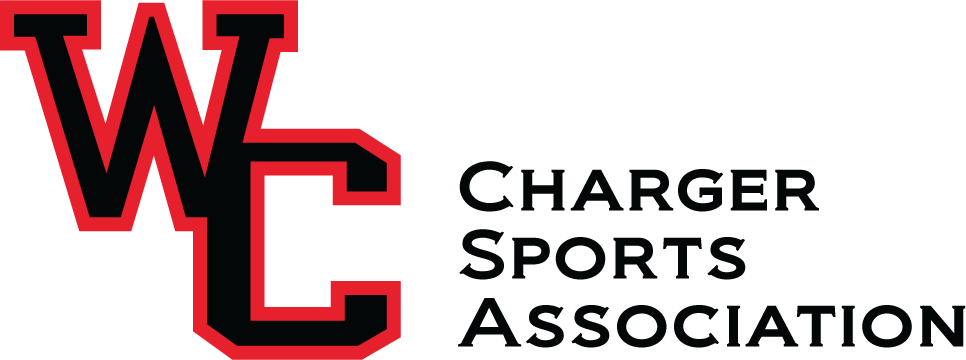 WC
CHARGER
SPORTS
ASSOCIATION